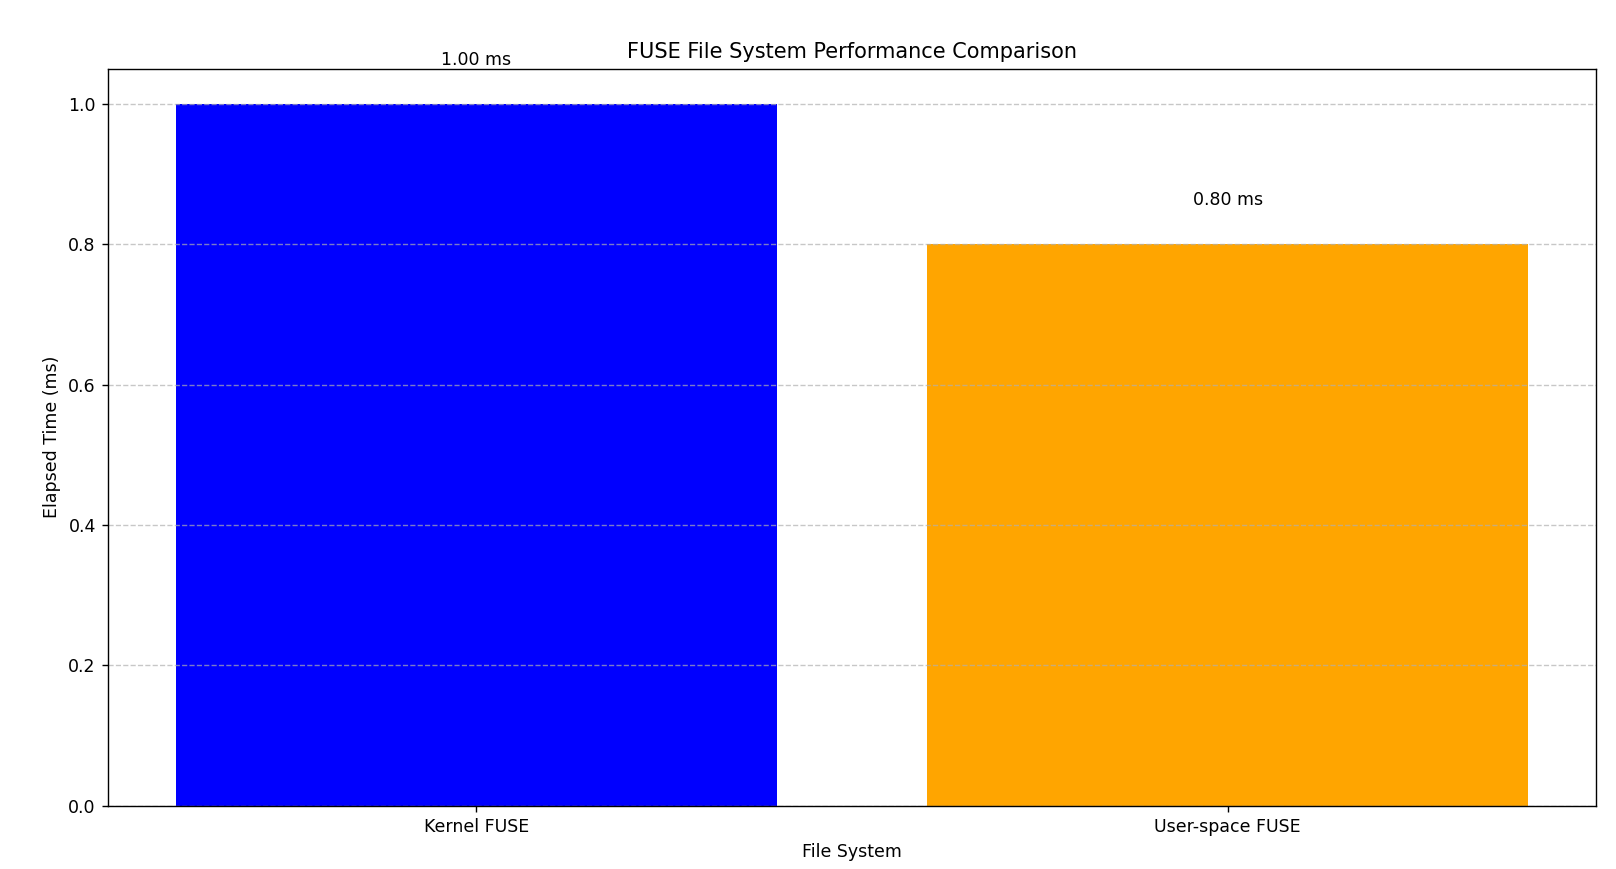 FUSE File System Performance Comparison
1.00 ms
1.0
0.80 ms
0.8
0.6
0.4
0.2
0.0
Elapsed Time (ms)
Kernel FUSE
User-space FUSE
File System